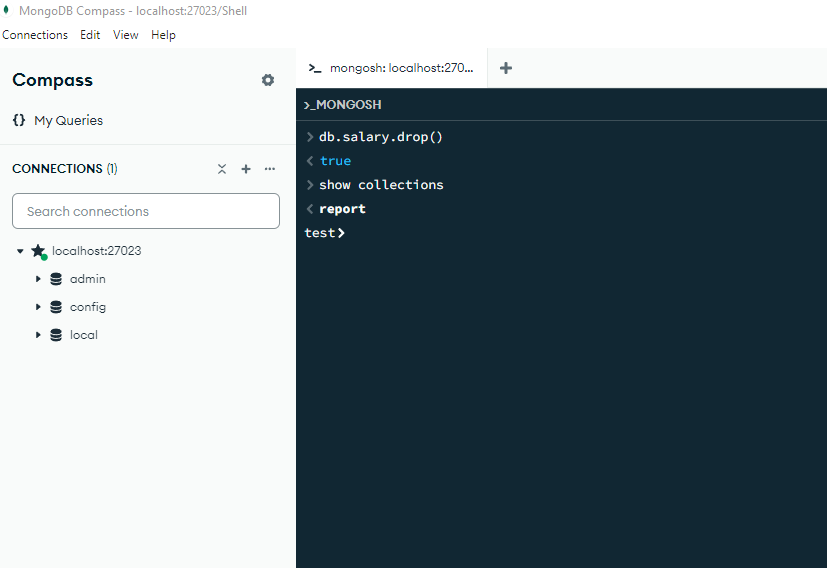 MongoDB Compass - localhost:27023/Shell
Connections Edit View Help
Compass
{} My Queries
CONNECTIONS (1)
Search connections
localhost:27023
admin
config
local
>_ mongosh: localhost:270...
>_MONGOSH
> db.salary.drop()
< true
> show collections
< report
test>